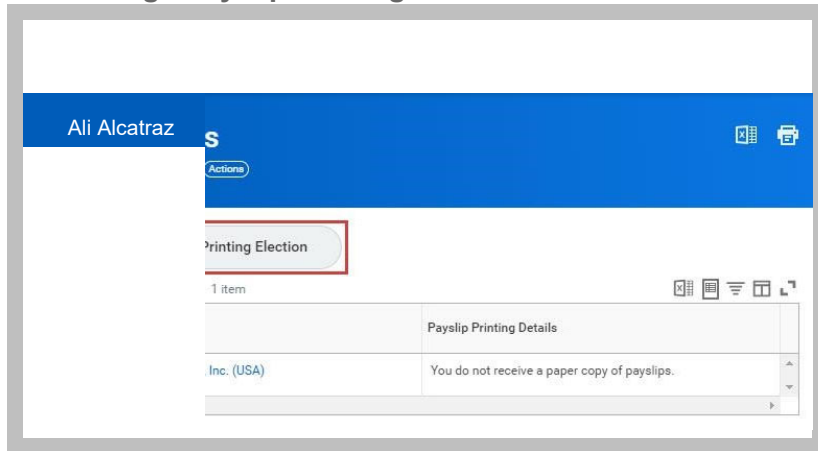 Ali Alcatraz
s
Actions
Printing Election
1 item
Payslip Printing Details
Inc. (USA)
You do not receive a paper copy of payslips.